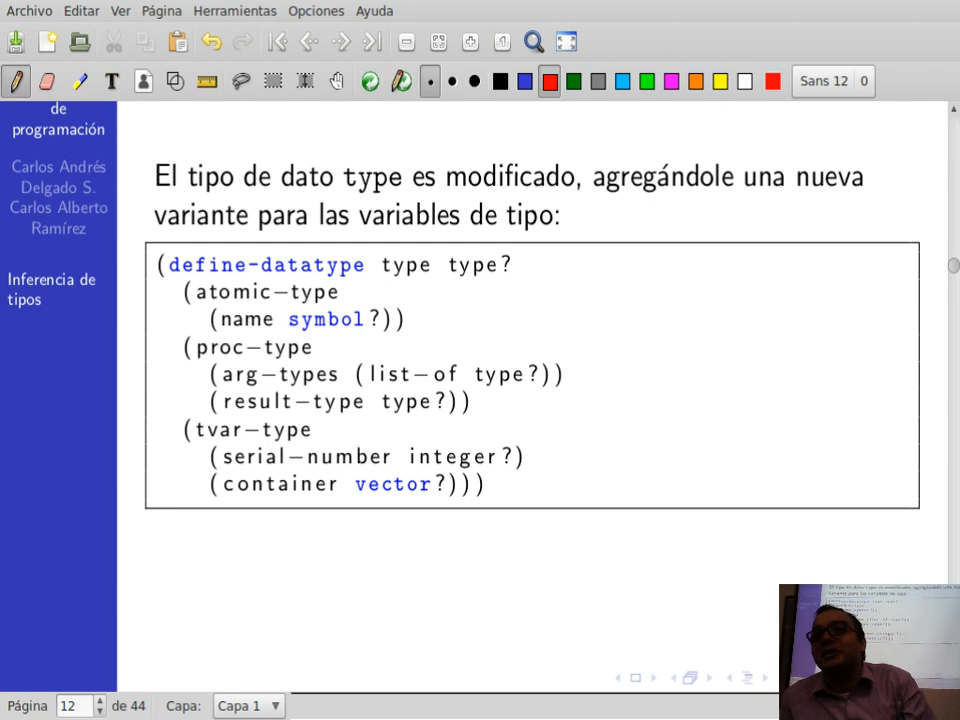 Archivo Editar Ver Página Herramientas Opciones Ayuda
T
Sans 12 0
de
programación
Carlos Andrés
Delgado S.
Carlos Alberto
Ramírez
Inferencia de
tipos
El tipo de dato type es modificado, agregándole una nueva
variante para las variables de tipo:
(define-datatype type type?
(atomic-type
(name symbol?))
(proc-type
(arg-types (list-of type?))
(result-type type?))
(tvar-type
(serial-number integer?)
(container vector?)))
Página 12 de 44 Capa: Capa 1